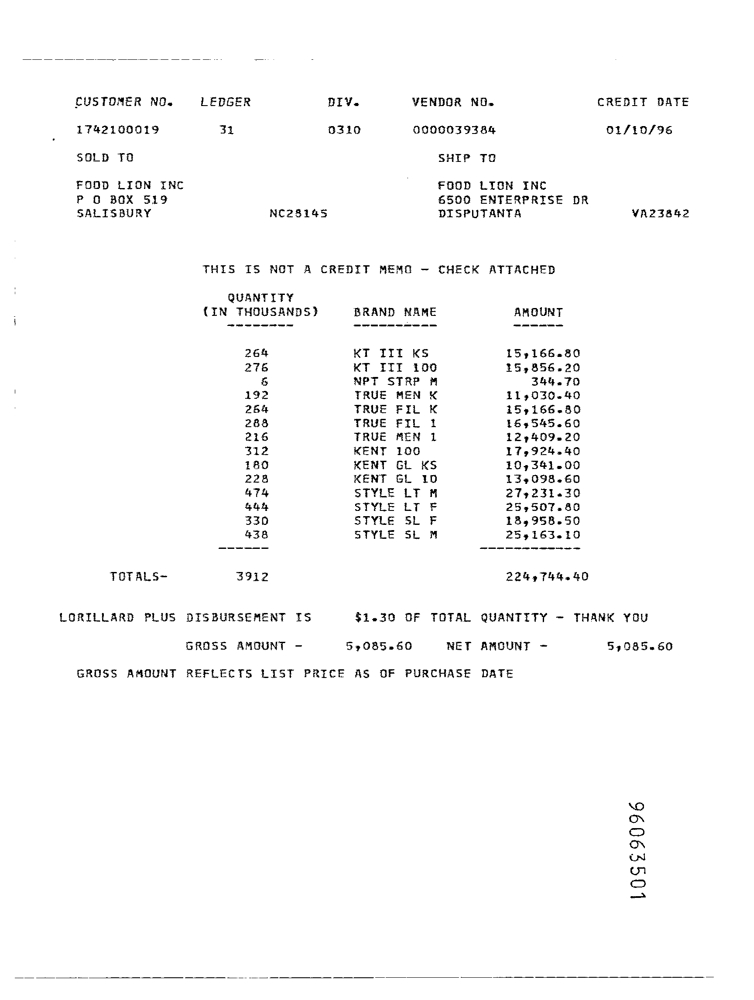 CUSTOMER NO. LEDGER DIV. VENDOR NO. CREDIT DATE
1742100019 31 0310 0000039384 01/10/96
SOLD TO SHIP TO
FOOD LION INC FOOD LION INC
P O BOX 519 6500 ENTERPRISE DR
SALISBURY NC28145 DISPUTANTA VA23842
THIS IS NOT A CREDIT MEMO - CHECK ATTACHED
QUANTITY
(IN THOUSANDS) BRAND NAME AMOUNT
-------- ---------- ------
264 KT III KS 15,166.80
276 KT III 100 15,856.20
6 NPT STRP M 344.70
192 TRUE MEN K 11,030.40
264 TRUE FIL K 15,166.80
288 TRUE FIL 1 16,545.60
216 TRUE MEN 1 12,409.20
312 KENT 100 17,924.40
180 KENT GL KS 10,341.00
228 KENT GL 10 13,098.60
474 STYLE LT M 27,231.30
444 STYLE LT F 25,507.80
330 STYLE SL F 18,958.50
438 STYLE SL M 25,163.10
------ ------------
TOTALS- 3912 224,744.40
LORILLARD PLUS DISBURSEMENT IS $1.30 OF TOTAL QUANTITY - THANK YOU
GROSS AMOUNT - 5,085.60 NET AMOUNT - 5,085.60
GROSS AMOUNT REFLECTS LIST PRICE AS OF PURCHASE DATE
96063501